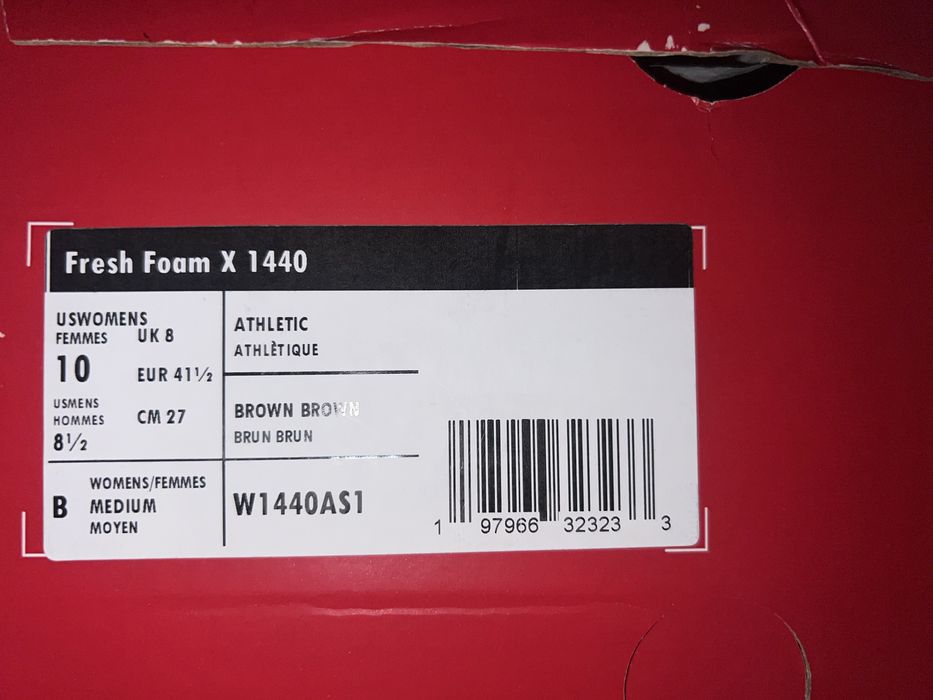 Fresh Foam X 1440
USWOMENS
FEMMES
10
UK 8
EUR 41½
USMENS
HOMMES
8½
CM 27
B
WOMENS/FEMMES
MEDIUM
MOYEN
ATHLETIC
ATHLÈTIQUE
BROWN BROWN
BRUN BRUN
W1440AS1
1 97966 32323 3